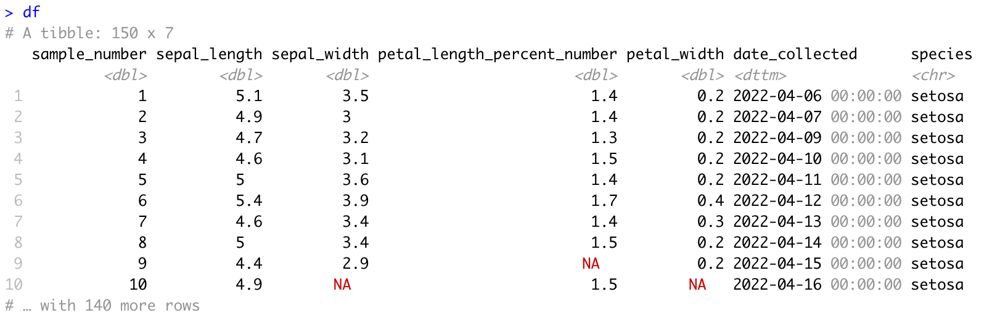 > df
# A tibble: 150 x 7
   sample_number sepal_length sepal_width petal_length_percent_number petal_width date_collected      species
           <dbl>        <dbl>       <dbl>                       <dbl>       <dbl> <dttm>              <chr>
 1             1          5.1         3.5                         1.4         0.2 2022-04-06 00:00:00 setosa
 2             2          4.9         3                           1.4         0.2 2022-04-07 00:00:00 setosa
 3             3          4.7         3.2                         1.3         0.2 2022-04-09 00:00:00 setosa
 4             4          4.6         3.1                         1.5         0.2 2022-04-10 00:00:00 setosa
 5             5          5           3.6                         1.4         0.2 2022-04-11 00:00:00 setosa
 6             6          5.4         3.9                         1.7         0.4 2022-04-12 00:00:00 setosa
 7             7          4.6         3.4                         1.4         0.3 2022-04-13 00:00:00 setosa
 8             8          5           3.4                         1.5         0.2 2022-04-14 00:00:00 setosa
 9             9          4.4         2.9                        NA           0.2 2022-04-15 00:00:00 setosa
10            10          4.9        NA                           1.5        NA   2022-04-16 00:00:00 setosa
# … with 140 more rows